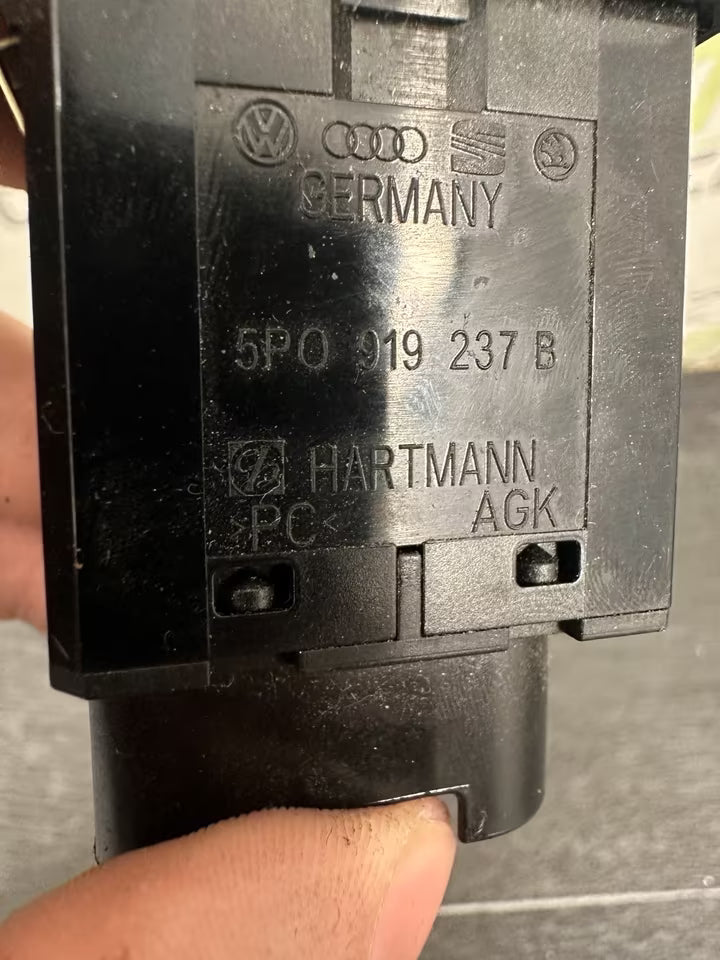 GERMANY
5P0 919 237 B
HARTMANN
>PC< AGK